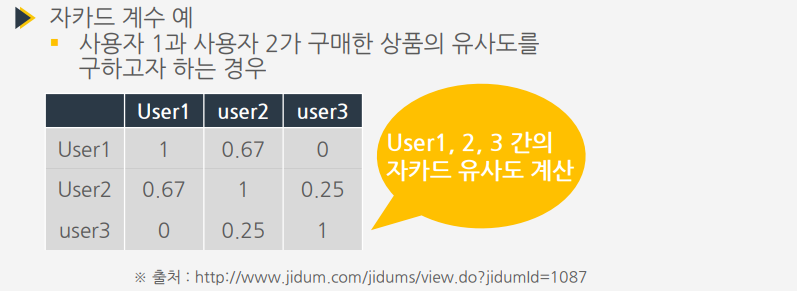 자카드 계수 예
사용자 1과 사용자 2가 구매한 상품의 유사도를
구하고자 하는 경우
User1 user2 user3
User1 1 0.67 0
User2 0.67 1 0.25
user3 0 0.25 1
User1, 2, 3 간의
자카드 유사도 계산
※ 출처 : http://www.jidum.com/jidums/view.do?jidumId=1087